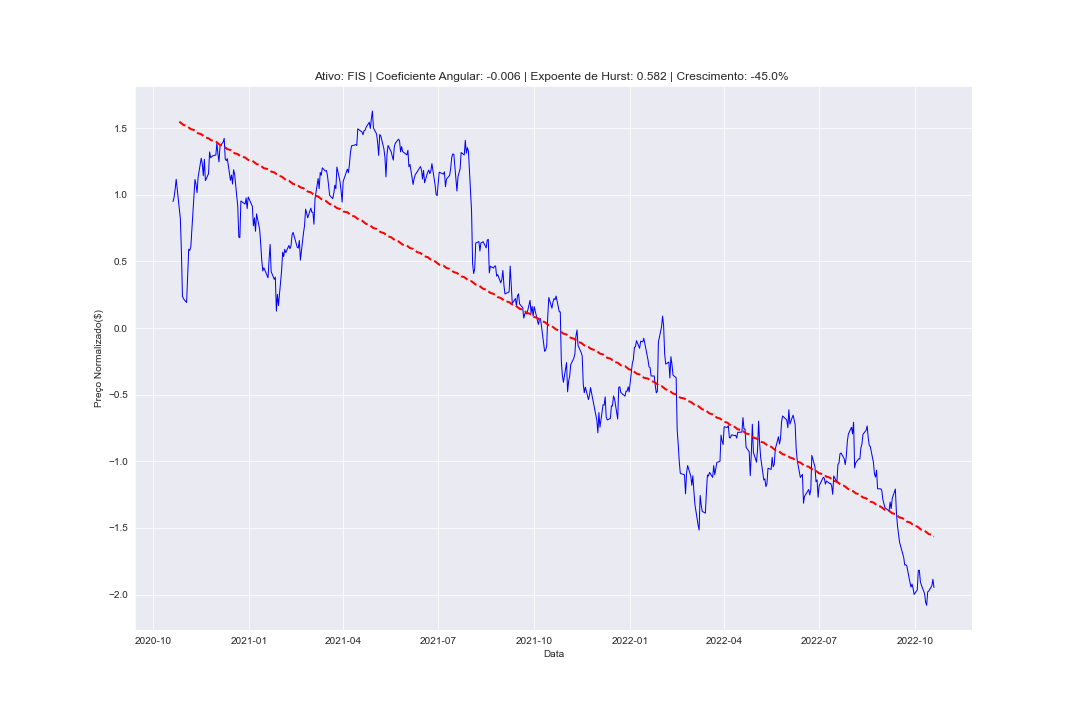 Ativo: FIS | Coeficiente Angular: -0.006 | Expoente de Hurst: 0.582 | Crescimento: -45.0%
1.5
1.0
0.5
0.0
−0.5
−1.0
−1.5
−2.0
Preço Normalizado($)
2020-10 2021-01 2021-04 2021-07 2021-10 2022-01 2022-04 2022-07 2022-10
Data